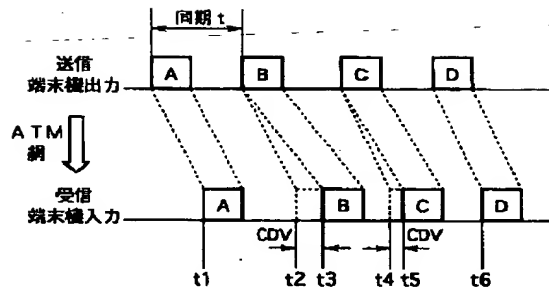 周期 t
送信
端末機出力
A B C D
ATM
網
受信
端末機入力
A B C D
CDV CDV
t1 t2 t3 t4 t5 t6